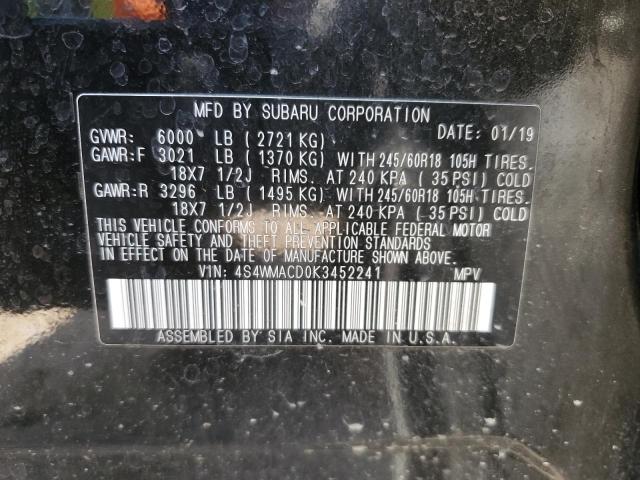 MFD BY SUBARU CORPORATION
GVWR: 6000 LB (2721 KG) DATE: 01/19
GAWR:F 3021 LB (1370 KG) WITH 245/60R18 105H TIRES.
18X7 1/2J RIMS. AT 240 KPA (35 PSI) COLD
GAWR:R 3296 LB (1495 KG) WITH 245/60R18 105H TIRES.
18X7 1/2J RIMS. AT 240 KPA (35 PSI) COLD
THIS VEHICLE CONFORMS TO ALL APPLICABLE FEDERAL MOTOR
VEHICLE SAFETY AND THEFT PREVENTION STANDARDS
IN EFFECT ON THE DATE OF MANUFACTURE SHOWN ABOVE.
VIN: 4S4WMACD0K3452241 MPV
ASSEMBLED BY SIA INC. MADE IN U.S.A.